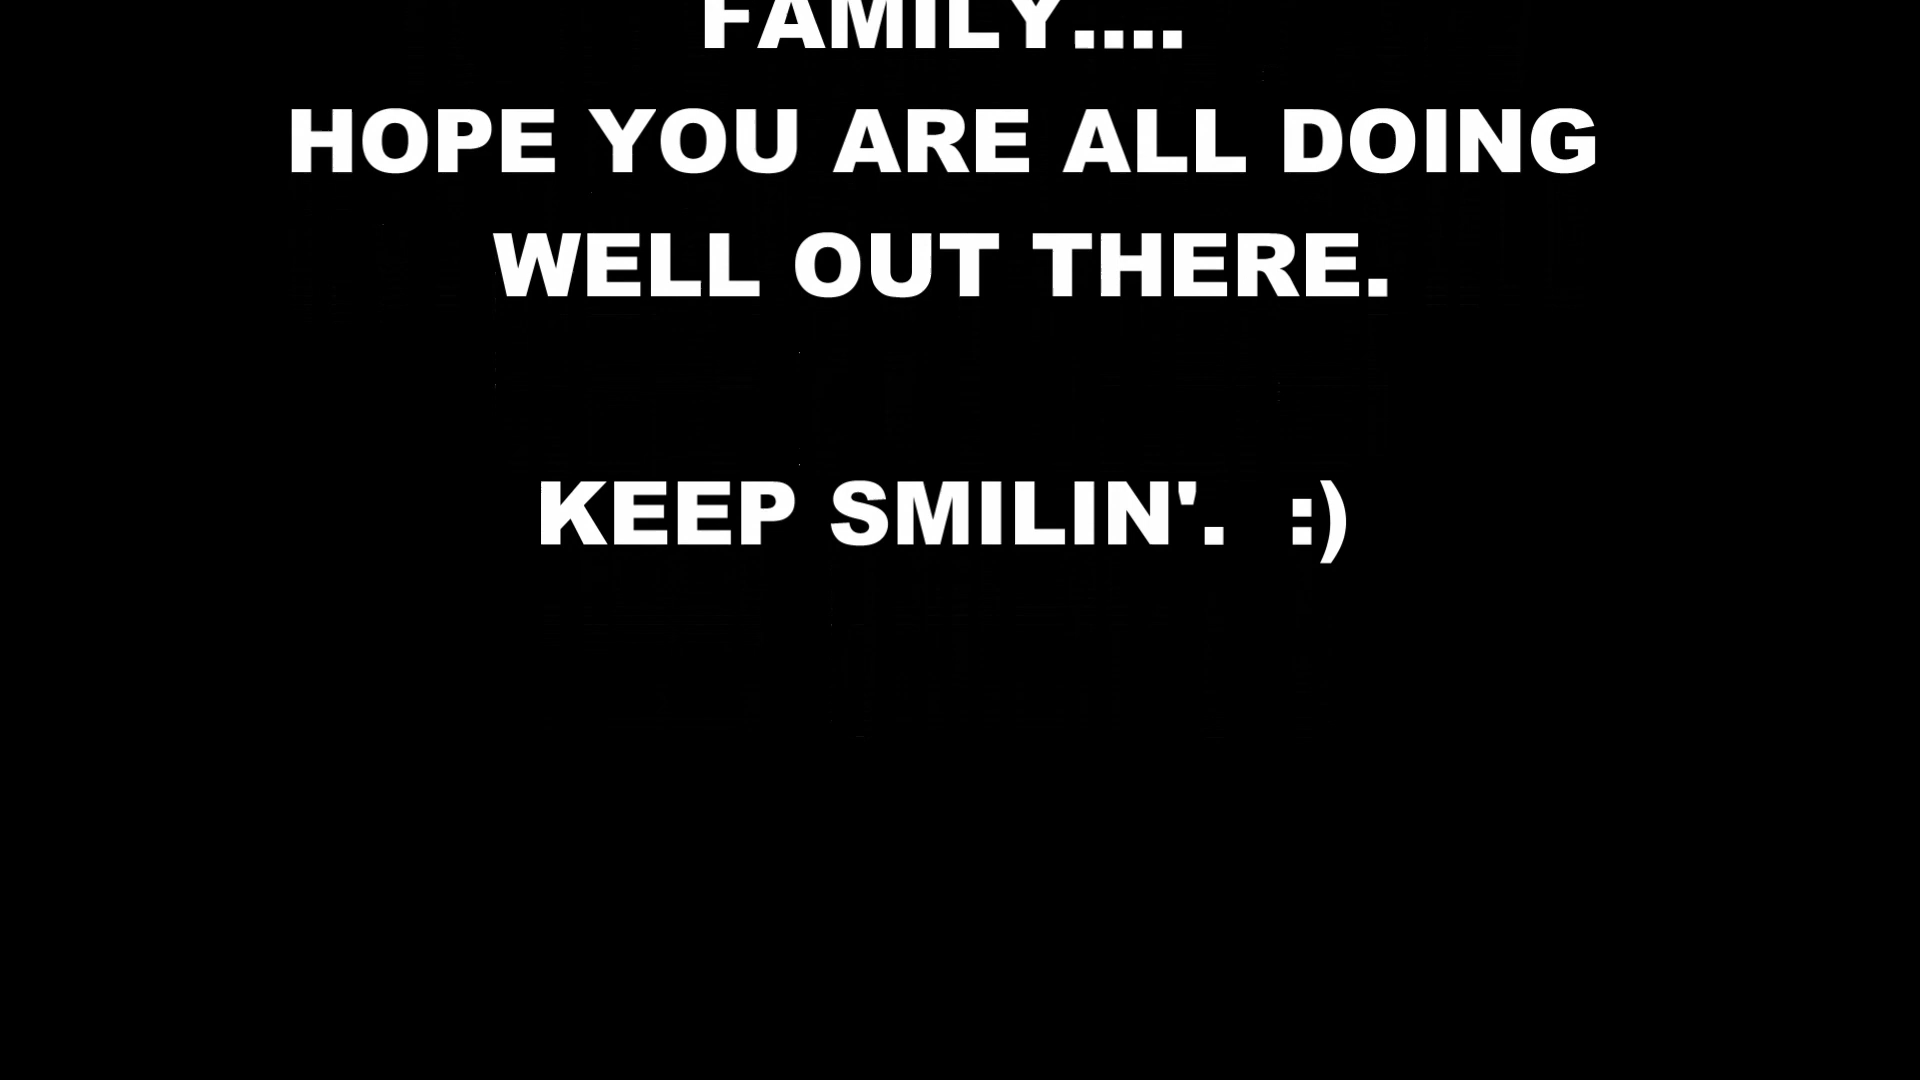 FAMILY....
HOPE YOU ARE ALL DOING
WELL OUT THERE.
KEEP SMILIN'.  :)